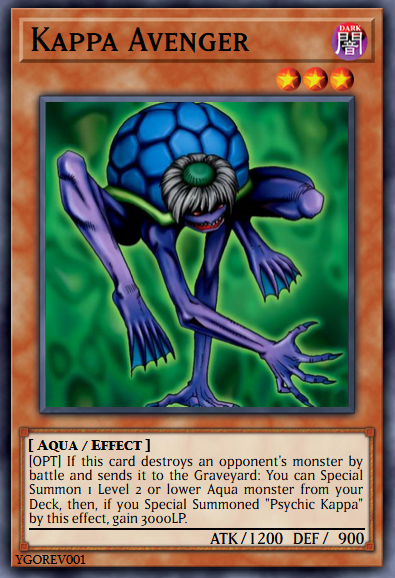 Kappa Avenger
DARK
闇
[ Aqua / Effect ]
[OPT] If this card destroys an opponent's monster by
battle and sends it to the Graveyard: You can Special
Summon 1 Level 2 or lower Aqua monster from your
Deck, then, if you Special Summoned "Psychic Kappa"
by this effect, gain 3000LP.
ATK/1200 DEF/ 900
YGOREV001